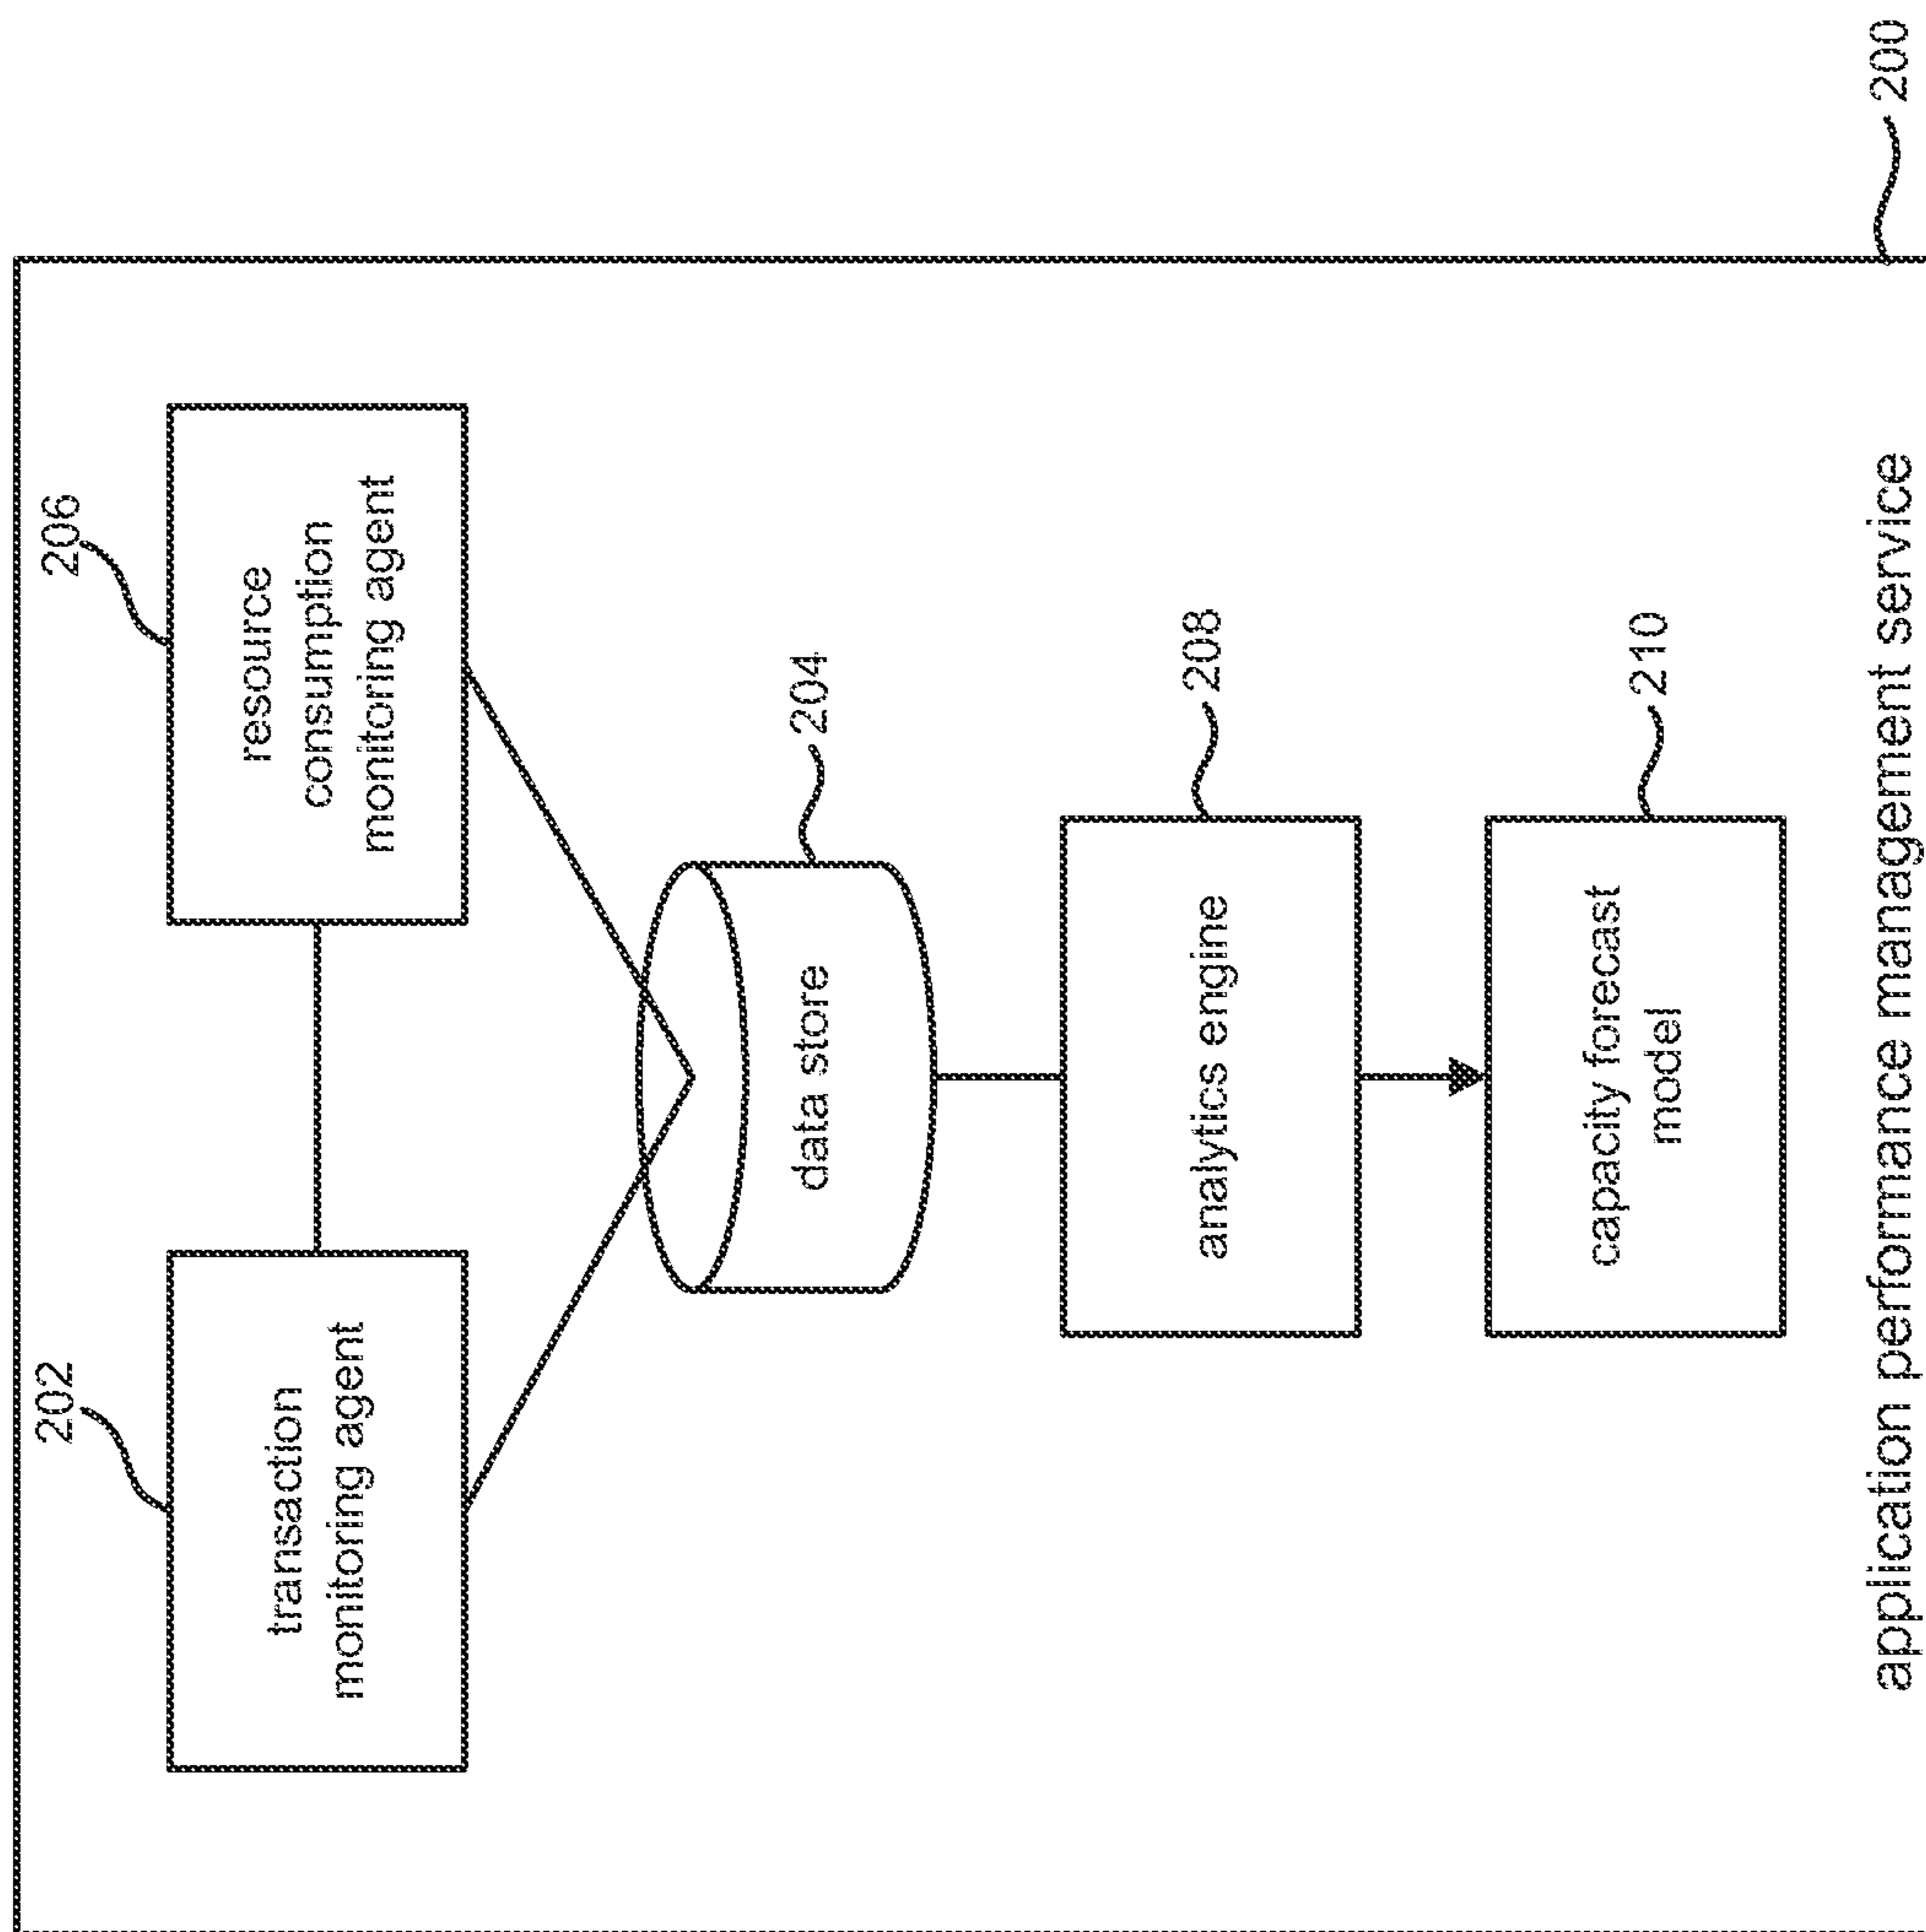 202
transaction
monitoring agent
206
resource
consumption
monitoring agent
204
data store
208
analytics engine
210
capacity forecast
model
application performance management service
200